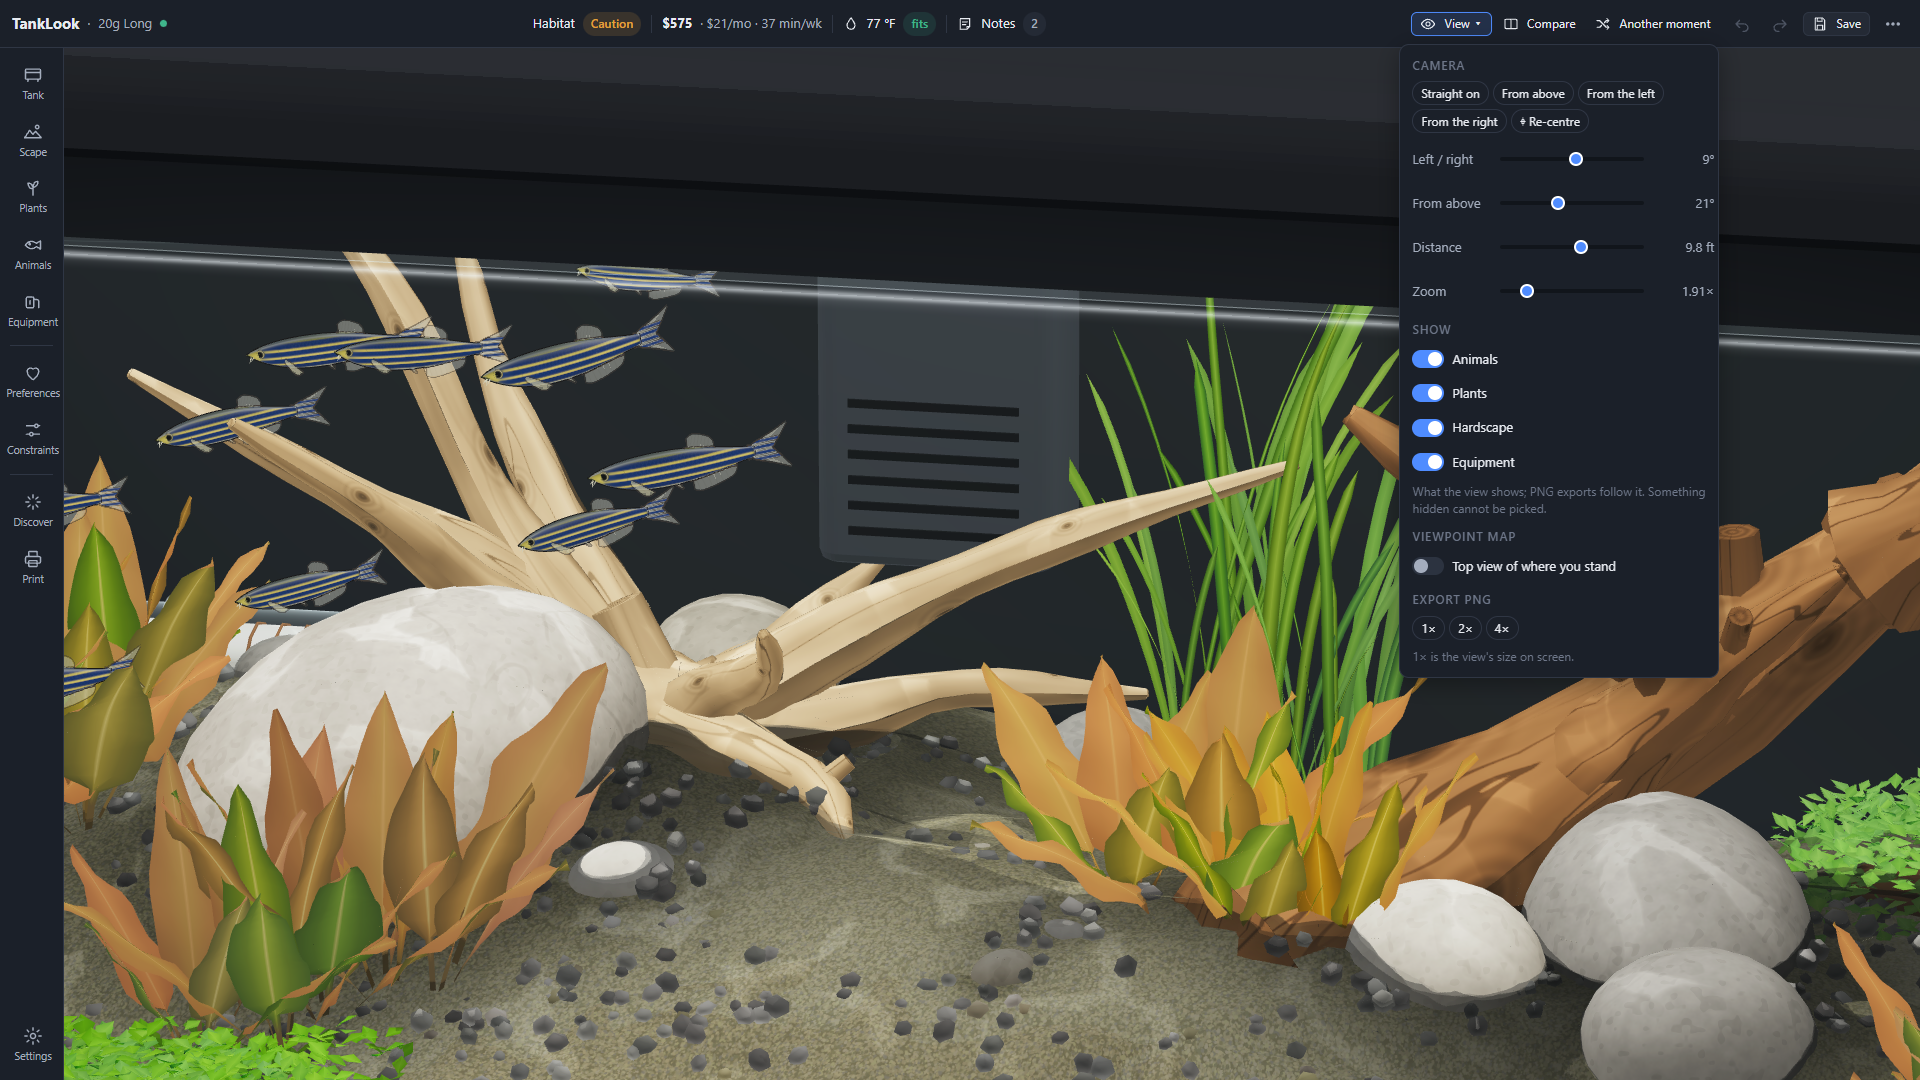 TankLook · 20g Long
Habitat Caution $575 · $21/mo · 37 min/wk 77 °F fits Notes 2
View Compare Another moment Save
Tank
Scape
Plants
Animals
Equipment
Preferences
Constraints
Discover
Print
Settings
CAMERA
Straight on From above From the left
From the right Re-centre
Left / right 9°
From above 21°
Distance 9.8 ft
Zoom 1.91×
SHOW
Animals
Plants
Hardscape
Equipment
What the view shows; PNG exports follow it. Something
hidden cannot be picked.
VIEWPOINT MAP
Top view of where you stand
EXPORT PNG
1× 2× 4×
1× is the view's size on screen.